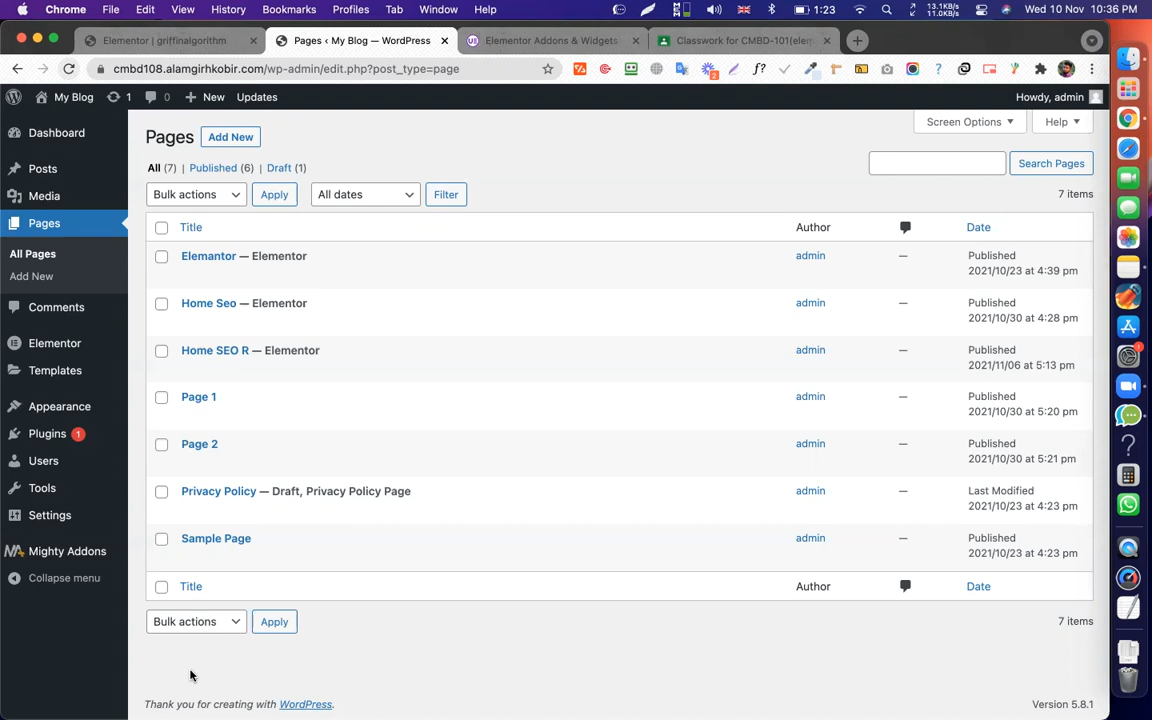 Chrome File Edit View History Bookmarks Profiles Tab Window Help 1:23 13.1KB/s 11.0KB/s Wed 10 Nov 10:36 PM
Elementor | griffinalgorithm Pages ‹ My Blog — WordPress Elementor Addons & Widgets Classwork for CMBD-101(elem
cmbd108.alamgirhkobir.com/wp-admin/edit.php?post_type=page
My Blog 1 0 New Updates Howdy, admin
Dashboard
Posts
Media
Pages
All Pages
Add New
Comments
Elementor
Templates
Appearance
Plugins 1
Users
Tools
Settings
Mighty Addons
Collapse menu
Screen Options Help
Pages Add New
All (7) | Published (6) | Draft (1)
Search Pages
Bulk actions Apply All dates Filter 7 items
Title Author Date
Elemantor — Elementor admin — Published
2021/10/23 at 4:39 pm
Home Seo — Elementor admin — Published
2021/10/30 at 4:28 pm
Home SEO R — Elementor admin — Published
2021/11/06 at 5:13 pm
Page 1 admin — Published
2021/10/30 at 5:20 pm
Page 2 admin — Published
2021/10/30 at 5:21 pm
Privacy Policy — Draft, Privacy Policy Page admin — Last Modified
2021/10/23 at 4:23 pm
Sample Page admin — Published
2021/10/23 at 4:23 pm
Title Author Date
Bulk actions Apply 7 items
Thank you for creating with WordPress. Version 5.8.1